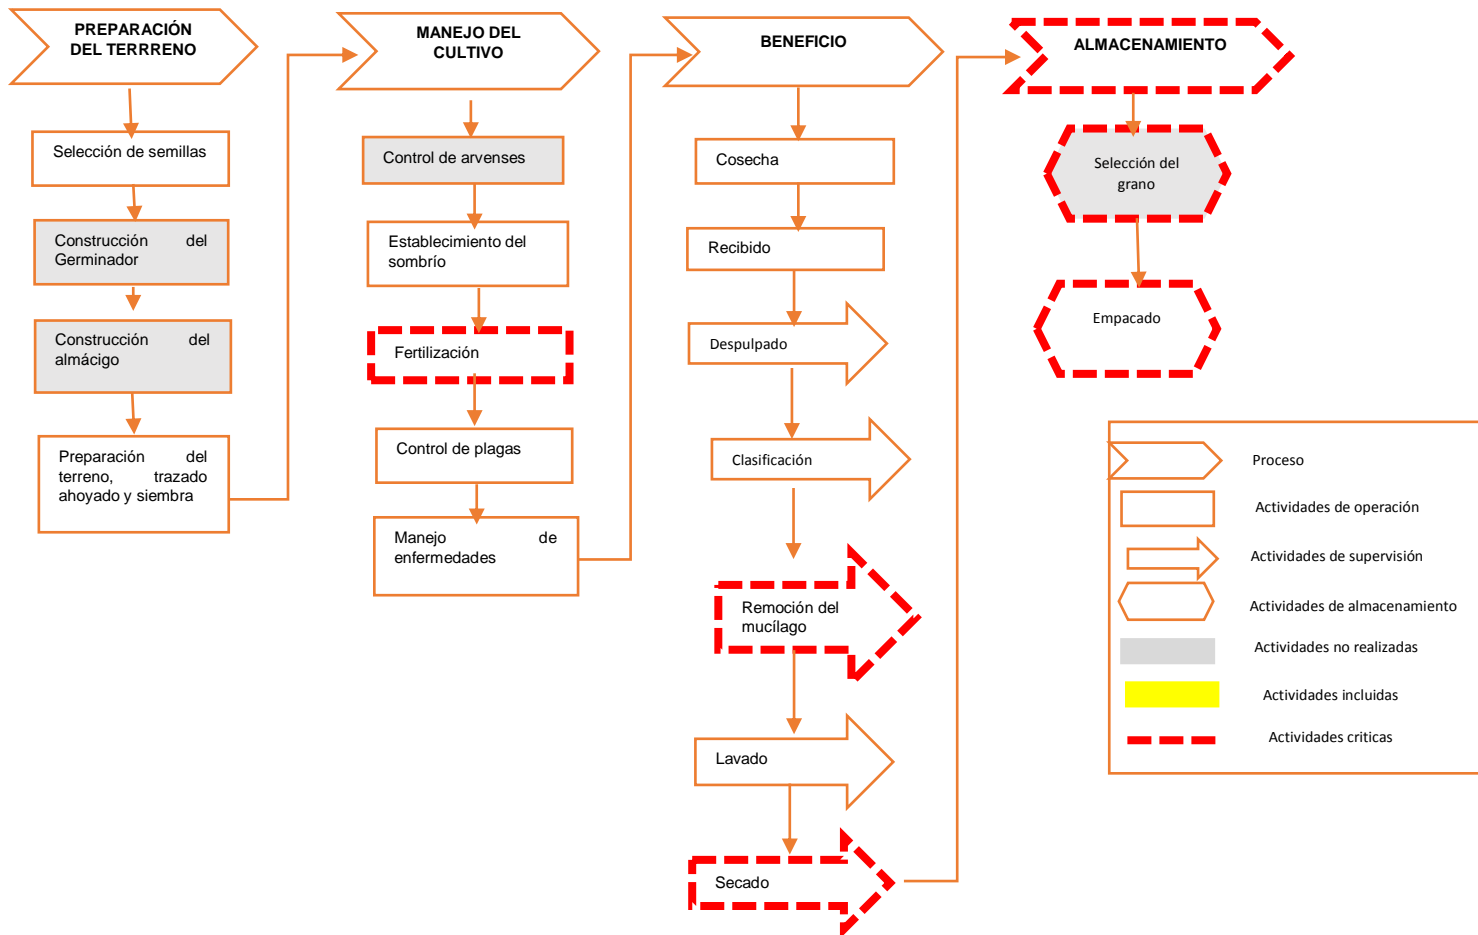 PREPARACIÓN
DEL TERRRENO
Selección de semillas
Construcción del
Germinador
Construcción del
almácigo
Preparación del
terreno, trazado
ahoyado y siembra
MANEJO DEL
CULTIVO
Control de arvenses
Establecimiento del
sombrío
Fertilización
Control de plagas
Manejo de
enfermedades
BENEFICIO
Cosecha
Recibido
Despulpado
Clasificación
Remoción del
mucílago
Lavado
Secado
ALMACENAMIENTO
Selección del
grano
Empacado
Proceso
Actividades de operación
Actividades de supervisión
Actividades de almacenamiento
Actividades no realizadas
Actividades incluidas
Actividades criticas